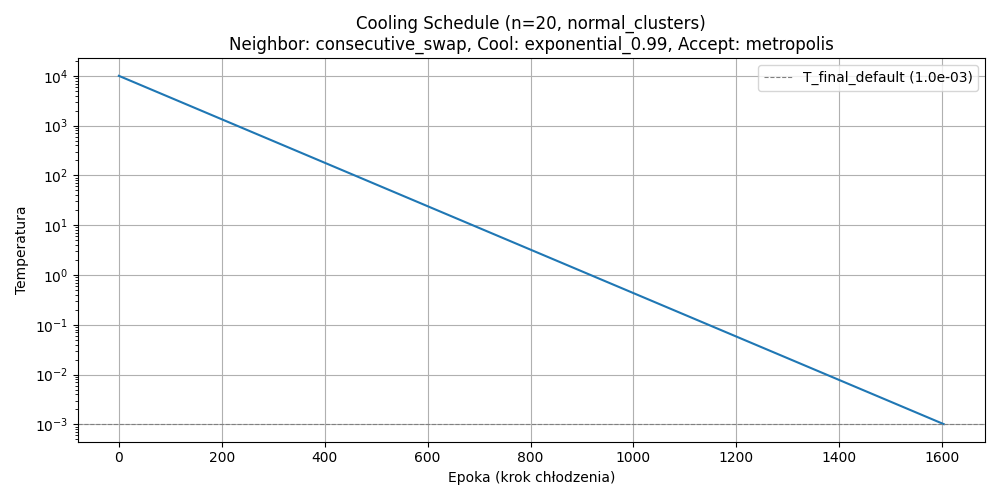 Cooling Schedule (n=20, normal_clusters)
Neighbor: consecutive_swap, Cool: exponential_0.99, Accept: metropolis
T_final_default (1.0e-03)
Temperatura
10⁴
10³
10²
10¹
10⁰
10⁻¹
10⁻²
10⁻³
0 200 400 600 800 1000 1200 1400 1600
Epoka (krok chłodzenia)